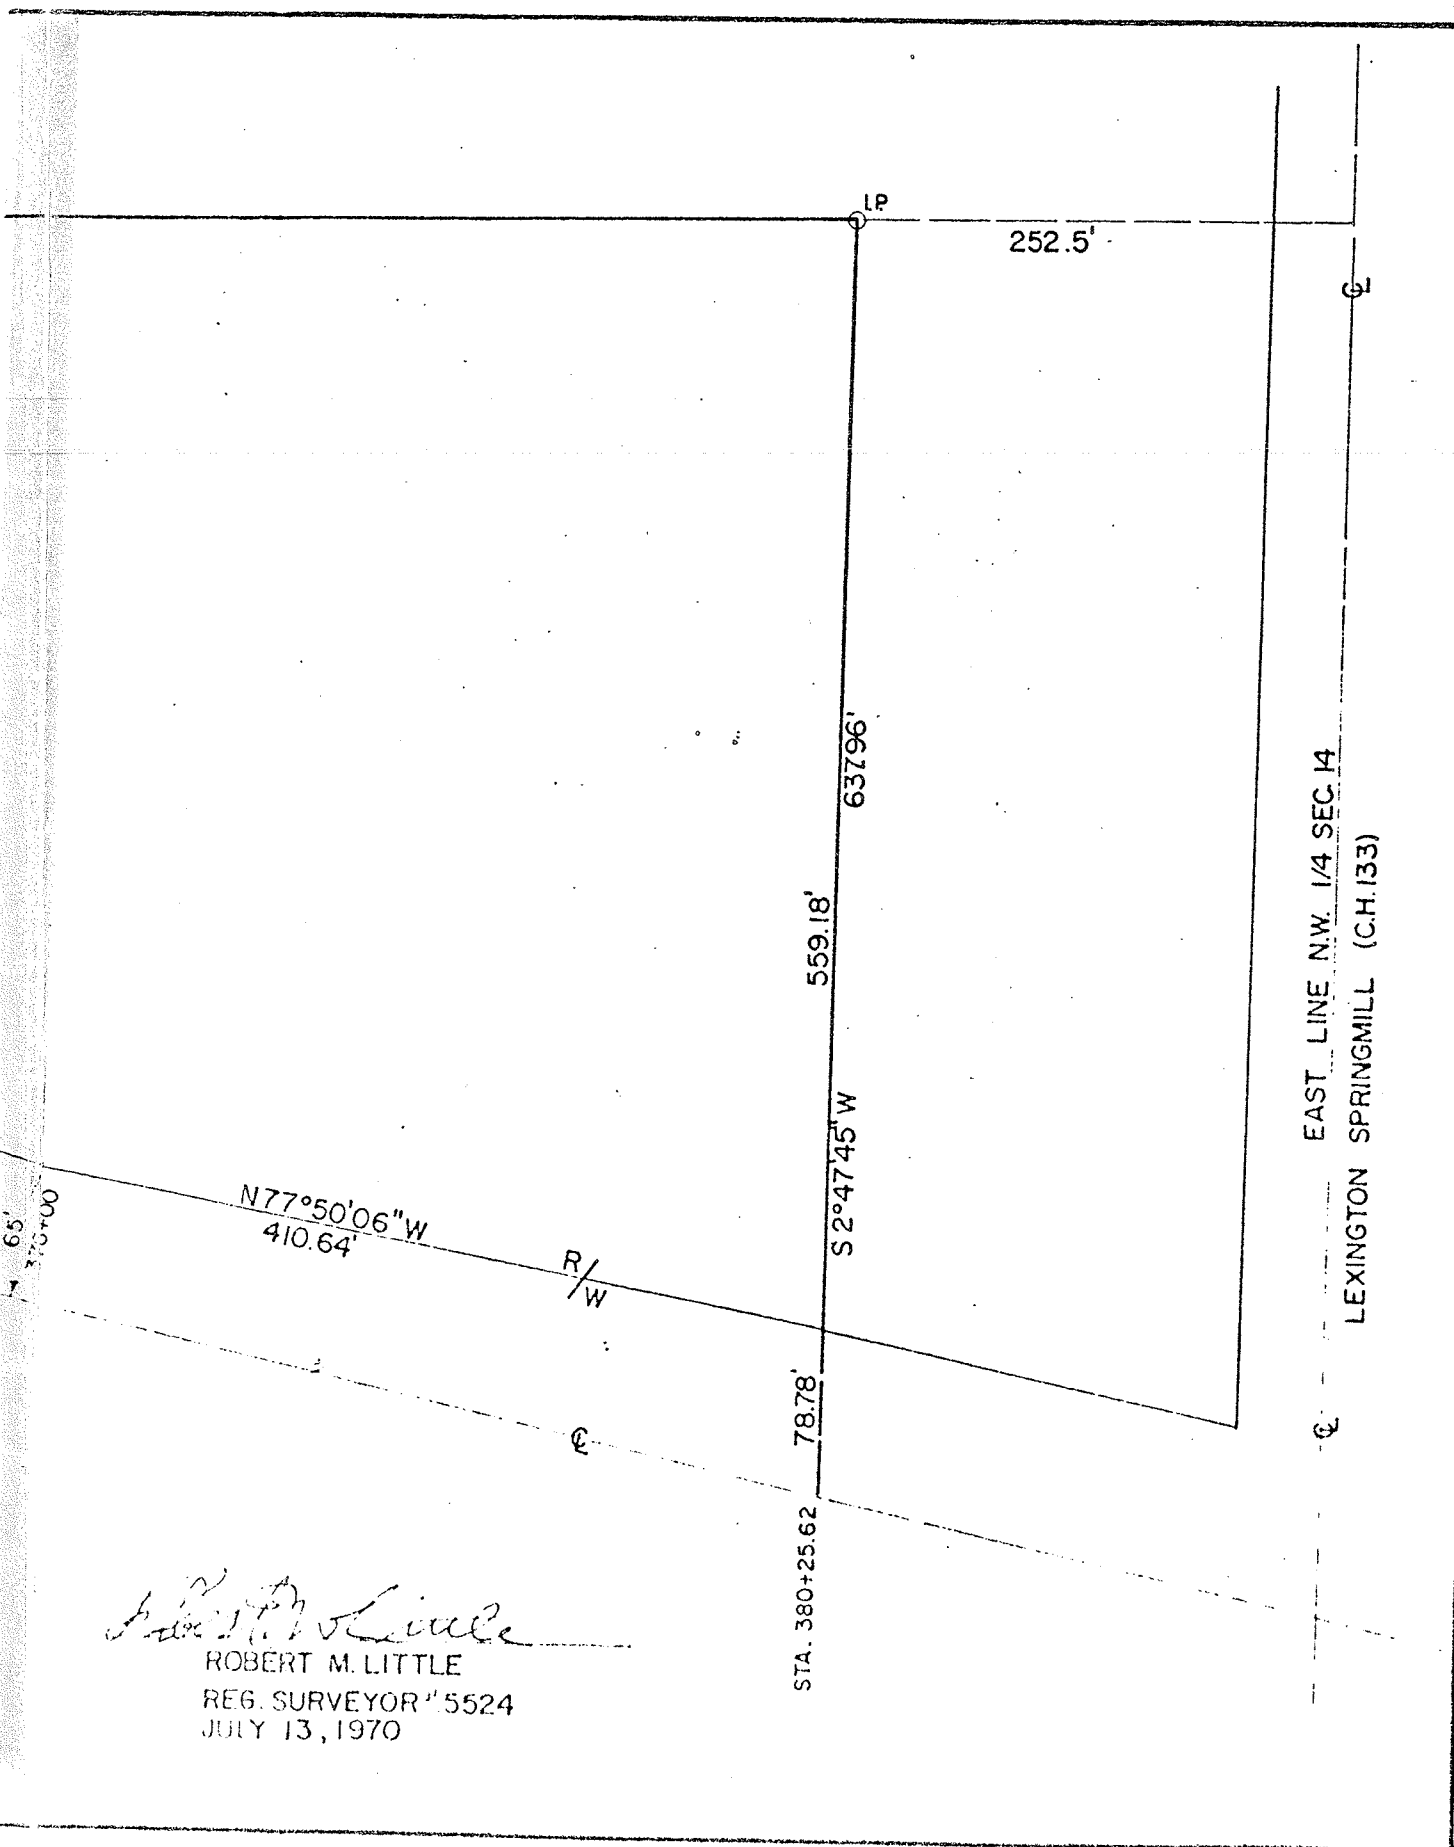 I.P.
252.5'
℄
637.96'
559.18'
S 2°47'45" W
EAST LINE N.W. 1/4 SEC. 14
LEXINGTON SPRINGMILL (C.H.133)
65'
N77°50'06"W
410.64'
R/W
78.78'
℄
℄
STA. 380+25.62
ROBERT M. LITTLE
REG. SURVEYOR #5524
JULY 13, 1970